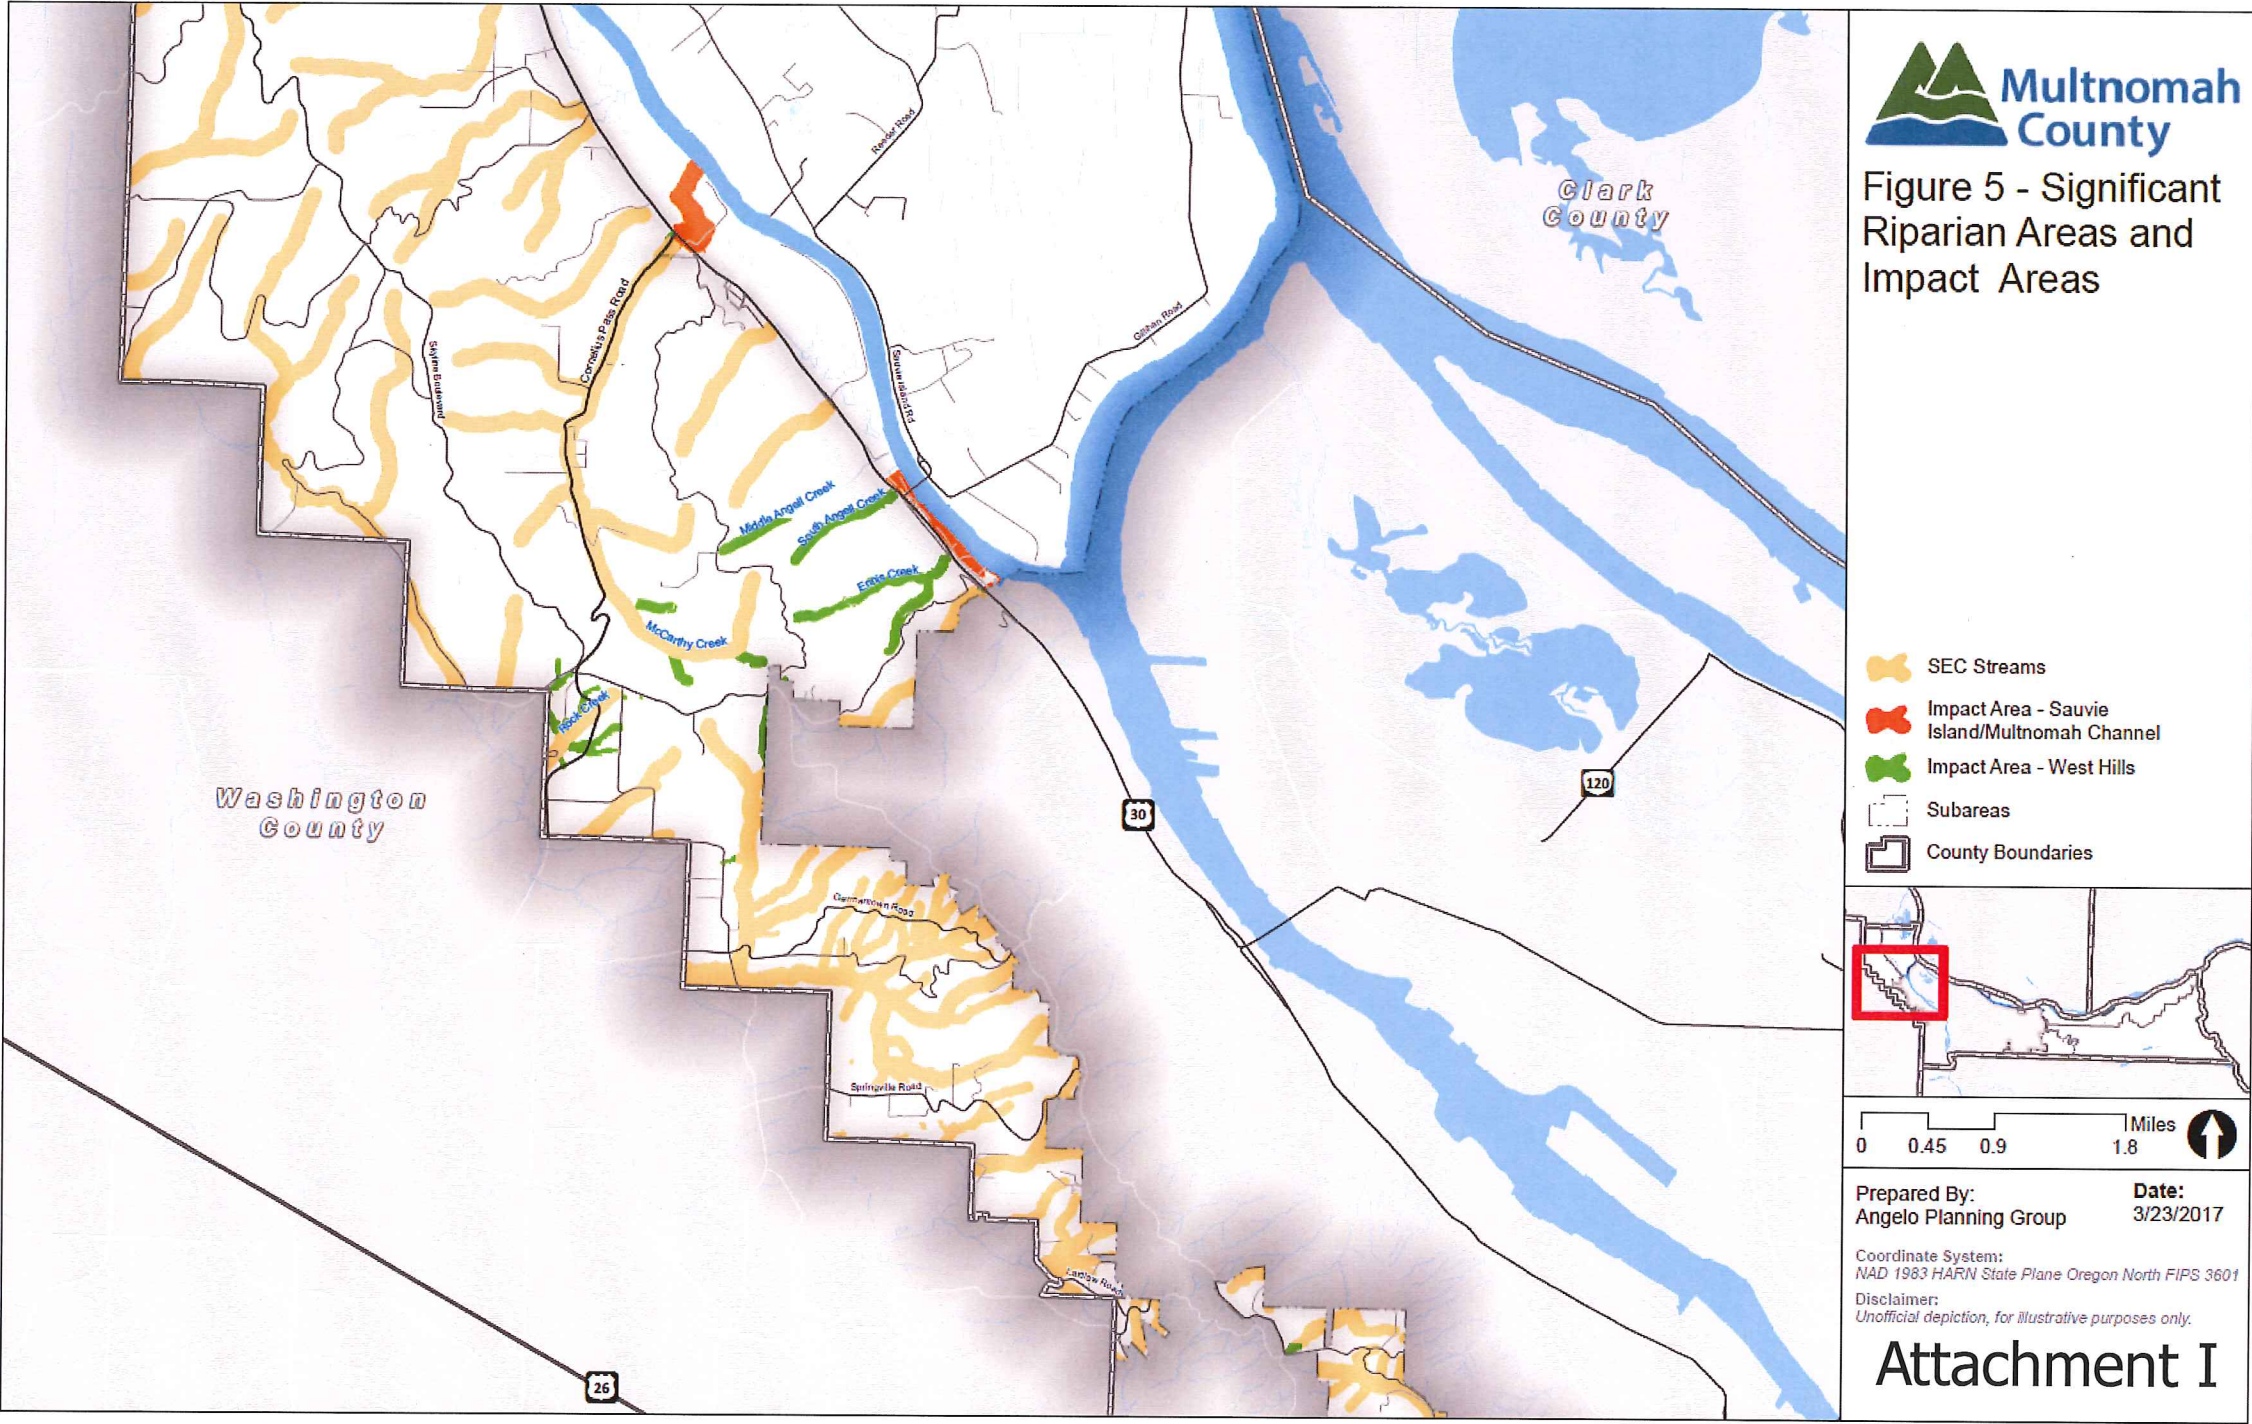 Multnomah
County
Figure 5 - Significant
Riparian Areas and
Impact Areas
Clark
County
Reeder Road
Gillihan Road
Sauvie Island Rd
Cornelius Pass Road
Skyline Boulevard
Middle Angell Creek
South Angell Creek
Ennis Creek
McCarthy Creek
Rock Creek
Washington
County
30
120
Germantown Road
Springville Road
Laidlaw Road
26
SEC Streams
Impact Area - Sauvie
Island/Multnomah Channel
Impact Area - West Hills
Subareas
County Boundaries
Miles
0 0.45 0.9 1.8
Prepared By:
Angelo Planning Group
Date:
3/23/2017
Coordinate System:
NAD 1983 HARN State Plane Oregon North FIPS 3601
Disclaimer:
Unofficial depiction, for illustrative purposes only.
Attachment I